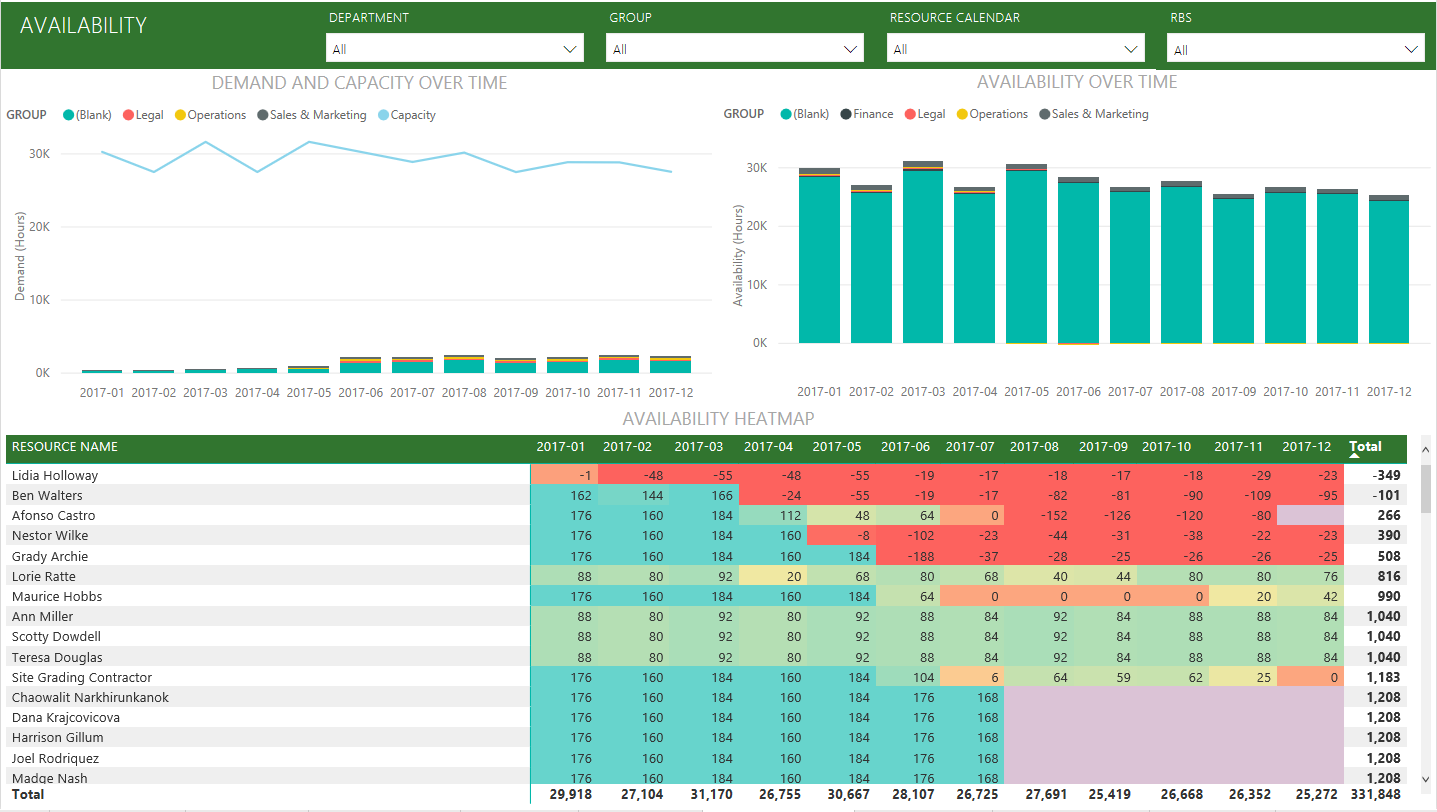 AVAILABILITY
DEPARTMENT GROUP RESOURCE CALENDAR RBS
All All All All
DEMAND AND CAPACITY OVER TIME
GROUP (Blank) Legal Operations Sales & Marketing Capacity
30K
20K
10K
0K
Demand (Hours)
2017-01 2017-02 2017-03 2017-04 2017-05 2017-06 2017-07 2017-08 2017-09 2017-10 2017-11 2017-12
AVAILABILITY OVER TIME
GROUP (Blank) Finance Legal Operations Sales & Marketing
30K
20K
10K
0K
Availability (Hours)
2017-01 2017-02 2017-03 2017-04 2017-05 2017-06 2017-07 2017-08 2017-09 2017-10 2017-11 2017-12
AVAILABILITY HEATMAP
RESOURCE NAME 2017-01 2017-02 2017-03 2017-04 2017-05 2017-06 2017-07 2017-08 2017-09 2017-10 2017-11 2017-12 Total
Lidia Holloway -1 -48 -55 -48 -55 -19 -17 -18 -17 -18 -29 -23 -349
Ben Walters 162 144 166 -24 -55 -19 -17 -82 -81 -90 -109 -95 -101
Afonso Castro 176 160 184 112 48 64 0 -152 -126 -120 -80 266
Nestor Wilke 176 160 184 160 -8 -102 -23 -44 -31 -38 -22 -23 390
Grady Archie 176 160 184 160 184 -188 -37 -28 -25 -26 -26 -25 508
Lorie Ratte 88 80 92 20 68 80 68 40 44 80 80 76 816
Maurice Hobbs 176 160 184 160 184 64 0 0 0 0 20 42 990
Ann Miller 88 80 92 80 92 88 84 92 84 88 88 84 1,040
Scotty Dowdell 88 80 92 80 92 88 84 92 84 88 88 84 1,040
Teresa Douglas 88 80 92 80 92 88 84 92 84 88 88 84 1,040
Site Grading Contractor 176 160 184 160 184 104 6 64 59 62 25 0 1,183
Chaowalit Narkhirunkanok 176 160 184 160 184 176 168 1,208
Dana Krajcovicova 176 160 184 160 184 176 168 1,208
Harrison Gillum 176 160 184 160 184 176 168 1,208
Joel Rodriquez 176 160 184 160 184 176 168 1,208
Madge Nash 176 160 184 160 184 176 168 1,208
Total 29,918 27,104 31,170 26,755 30,667 28,107 26,725 27,691 25,419 26,668 26,352 25,272 331,848